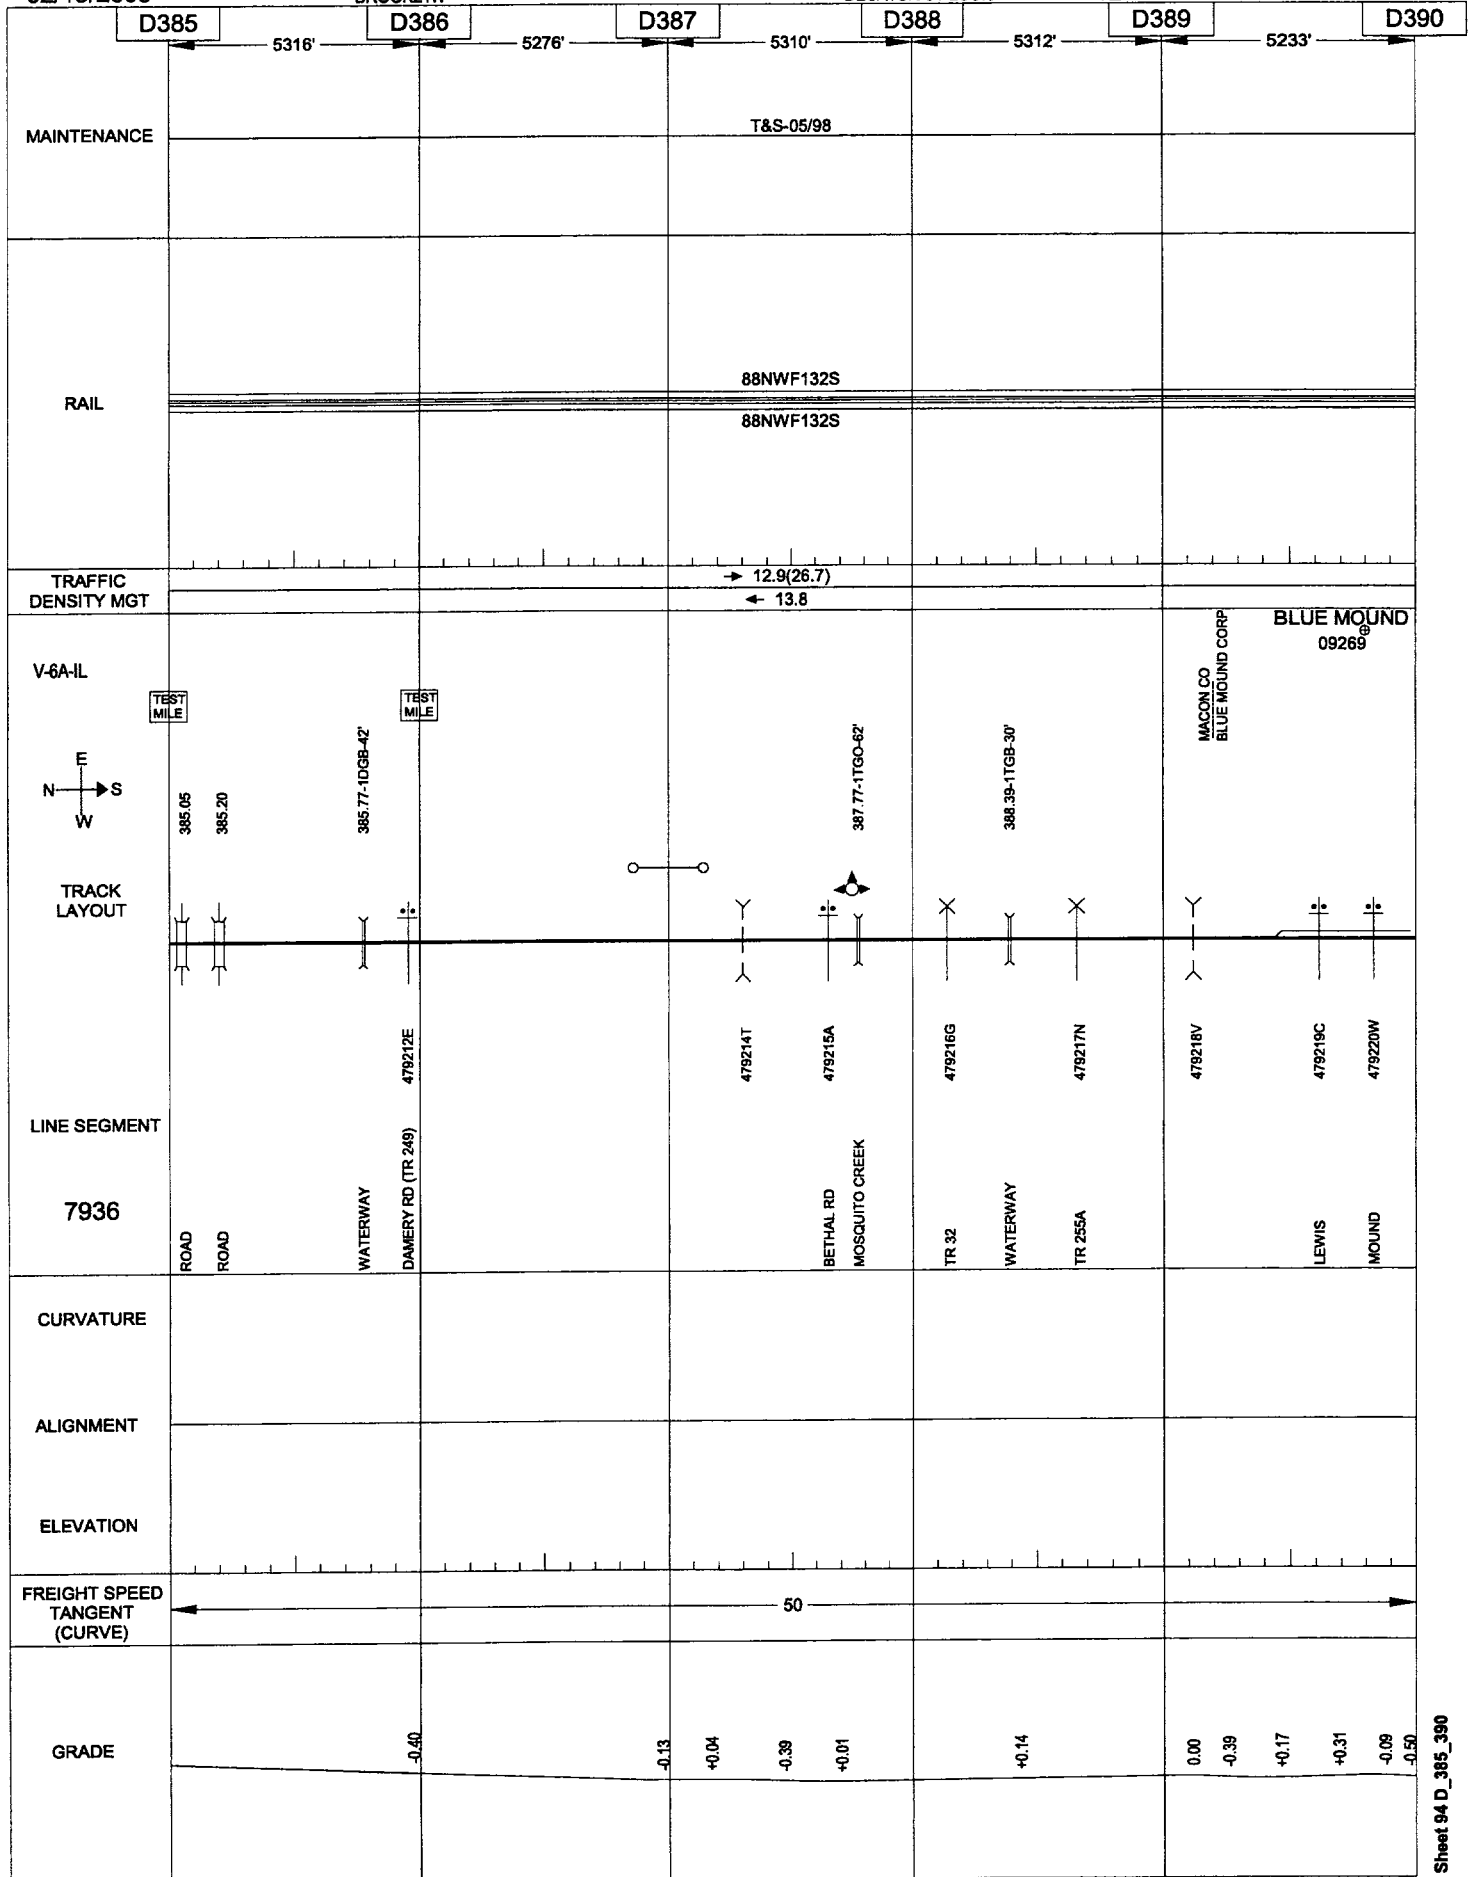 D385 D386 D387 D388 D389 D390
5316' 5276' 5310' 5312' 5233'
MAINTENANCE
T&S-05/98
RAIL
88NWF132S
88NWF132S
TRAFFIC
DENSITY MGT
12.9(26.7)
13.8
BLUE MOUND
09269
MACON CO
BLUE MOUND CORP
V-6A-IL
TEST
MILE
TEST
MILE
E
N S
W
385.05
385.20
385.77-1DGB-42'
387.77-1TGO-62'
388.39-1TGB-30'
TRACK
LAYOUT
479212E
479214T
479215A
479216G
479217N
479218V
479219C
479220W
LINE SEGMENT
7936
ROAD
ROAD
WATERWAY
DAMERY RD (TR 249)
BETHAL RD
MOSQUITO CREEK
TR 32
WATERWAY
TR 255A
LEWIS
MOUND
CURVATURE
ALIGNMENT
ELEVATION
FREIGHT SPEED
TANGENT
(CURVE)
50
GRADE
-0.40
-0.13
+0.04
-0.39
+0.01
+0.14
0.00
-0.39
+0.17
+0.31
-0.09
-0.50
Sheet 94 D_385_390